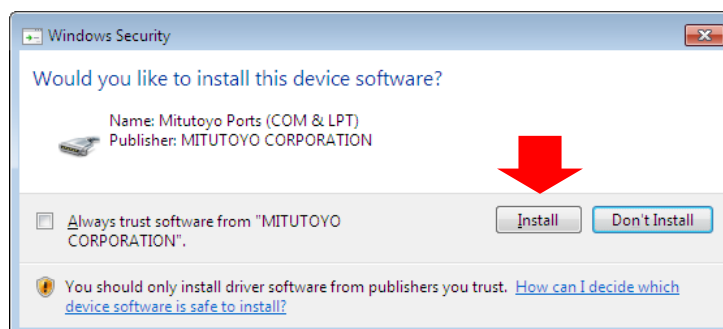 Windows Security
Would you like to install this device software?
Name: Mitutoyo Ports (COM & LPT)
Publisher: MITUTOYO CORPORATION
Always trust software from "MITUTOYO
CORPORATION".
Install
Don't Install
You should only install driver software from publishers you trust. How can I decide which
device software is safe to install?